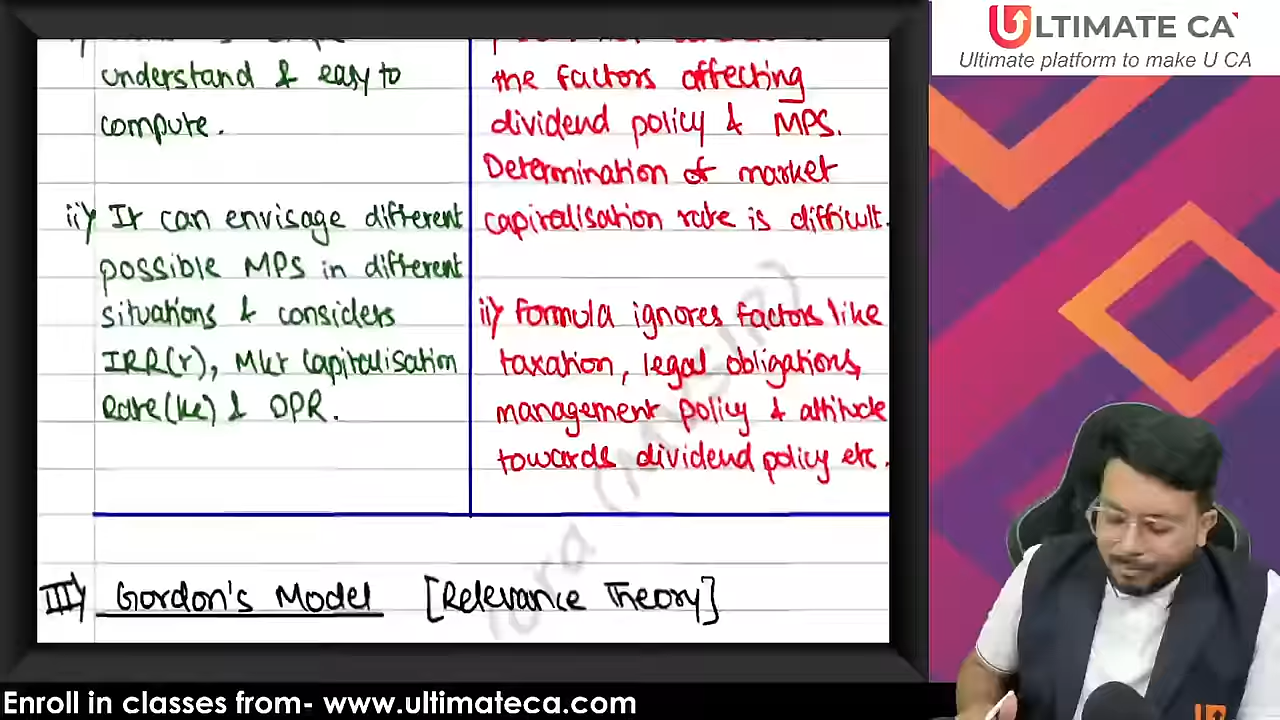 understand & easy to
compute.
ii) It can envisage different
possible MPS in different
situations & considers
IRR(r), Mkt Capitalisation
Rate(ke) & DPR.
the factors affecting
dividend policy & MPS.
Determination of market
capitalisation rate is difficult.
ii) Formula ignores factors like
taxation, legal obligations,
management policy & attitude
towards dividend policy etc.
III) Gordon's Model [Relevance Theory]
ULTIMATE CA
Ultimate platform to make U CA
Enroll in classes from- www.ultimateca.com